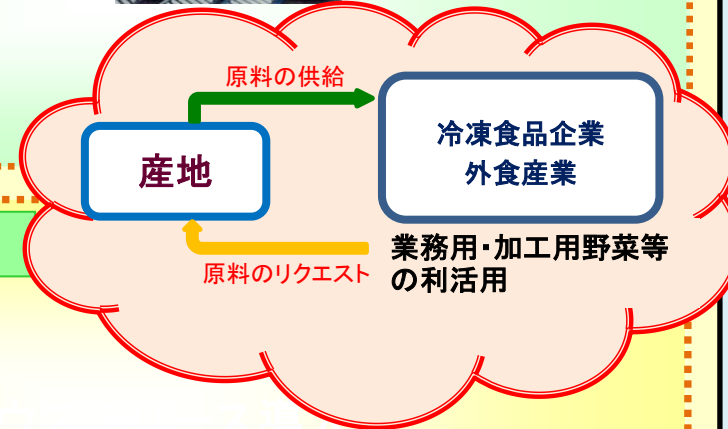 原料の供給
産地
冷凍食品企業
外食産業
原料のリクエスト
業務用・加工用野菜等
の利活用